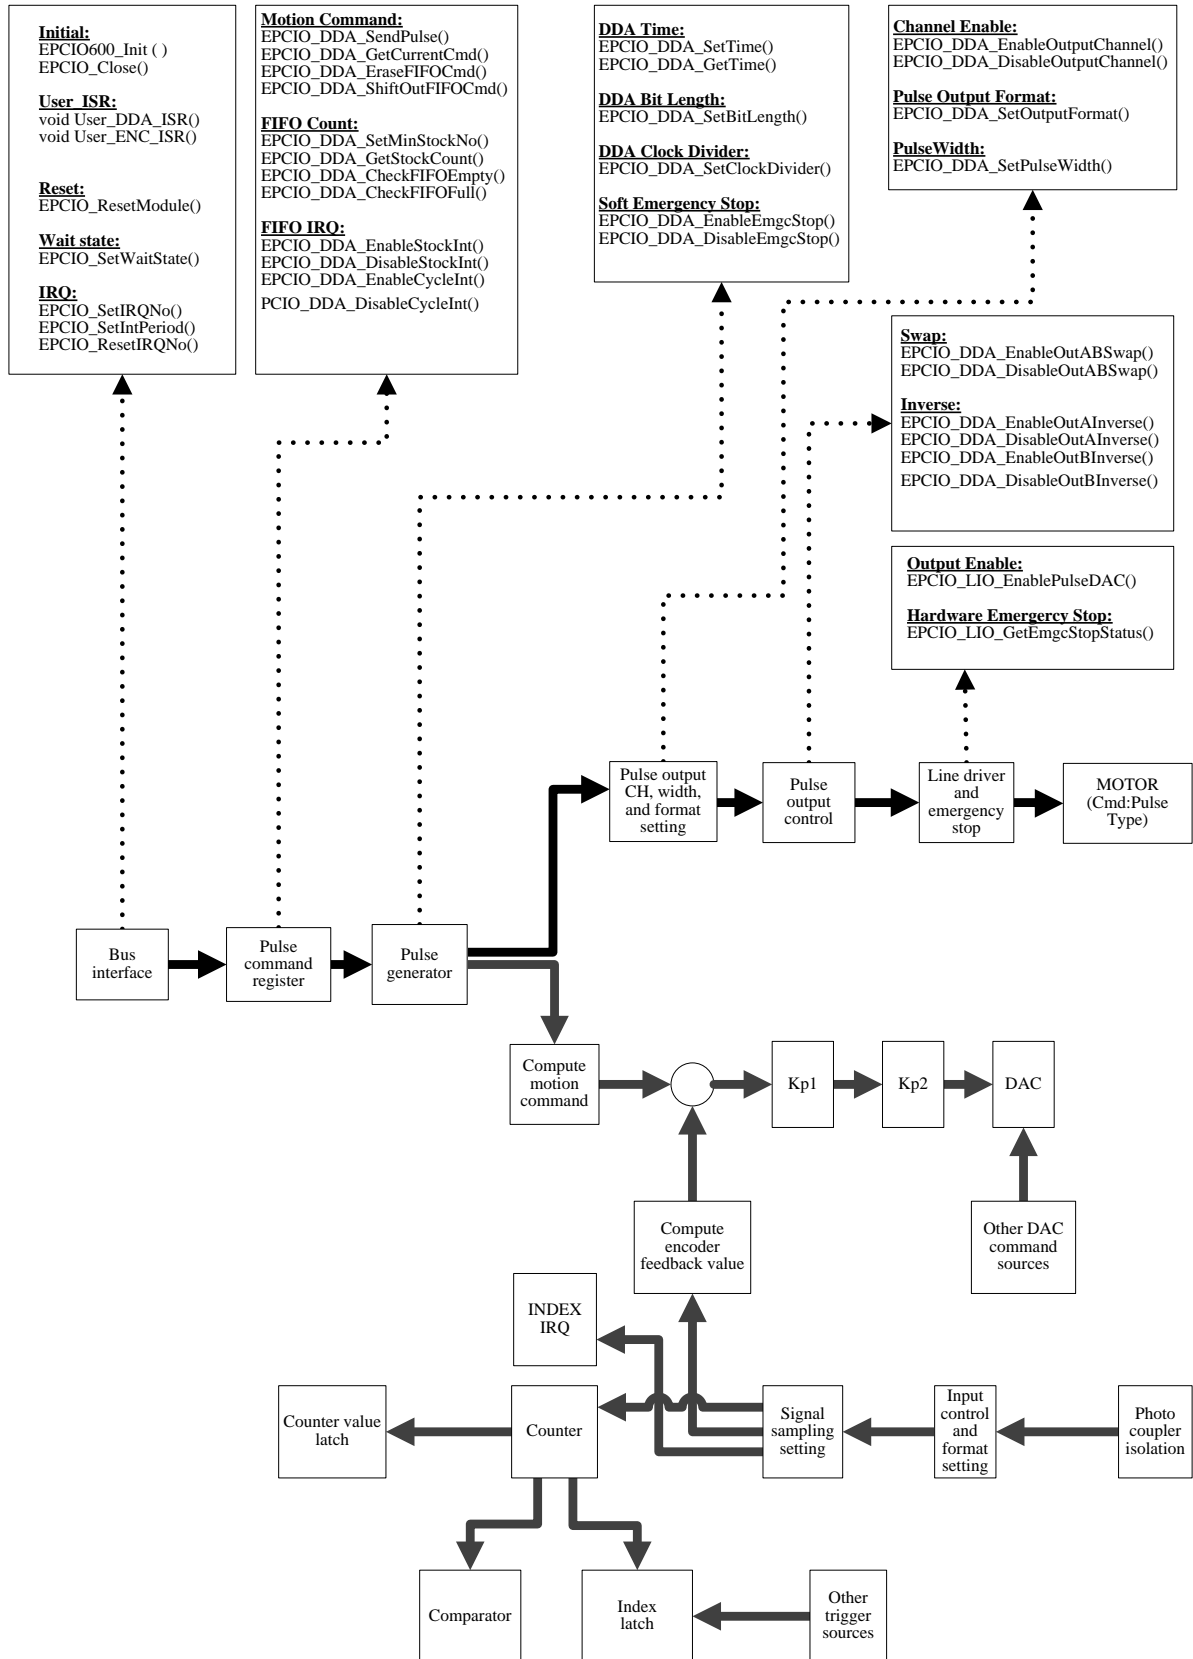 Initial:
EPCIO600_Init ( )
EPCIO_Close()
User_ISR:
void User_DDA_ISR()
void User_ENC_ISR()
Reset:
EPCIO_ResetModule()
Wait state:
EPCIO_SetWaitState()
IRQ:
EPCIO_SetIRQNo()
EPCIO_SetIntPeriod()
EPCIO_ResetIRQNo()
Motion Command:
EPCIO_DDA_SendPulse()
EPCIO_DDA_GetCurrentCmd()
EPCIO_DDA_EraseFIFOCmd()
EPCIO_DDA_ShiftOutFIFOCmd()
FIFO Count:
EPCIO_DDA_SetMinStockNo()
EPCIO_DDA_GetStockCount()
EPCIO_DDA_CheckFIFOEmpty()
EPCIO_DDA_CheckFIFOFull()
FIFO IRQ:
EPCIO_DDA_EnableStockInt()
EPCIO_DDA_DisableStockInt()
EPCIO_DDA_EnableCycleInt()
PCIO_DDA_DisableCycleInt()
DDA Time:
EPCIO_DDA_SetTime()
EPCIO_DDA_GetTime()
DDA Bit Length:
EPCIO_DDA_SetBitLength()
DDA Clock Divider:
EPCIO_DDA_SetClockDivider()
Soft Emergency Stop:
EPCIO_DDA_EnableEmgcStop()
EPCIO_DDA_DisableEmgcStop()
Channel Enable:
EPCIO_DDA_EnableOutputChannel()
EPCIO_DDA_DisableOutputChannel()
Pulse Output Format:
EPCIO_DDA_SetOutputFormat()
PulseWidth:
EPCIO_DDA_SetPulseWidth()
Swap:
EPCIO_DDA_EnableOutABSwap()
EPCIO_DDA_DisableOutABSwap()
Inverse:
EPCIO_DDA_EnableOutAInverse()
EPCIO_DDA_DisableOutAInverse()
EPCIO_DDA_EnableOutBInverse()
EPCIO_DDA_DisableOutBInverse()
Output Enable:
EPCIO_LIO_EnablePulseDAC()
Hardware Emergercy Stop:
EPCIO_LIO_GetEmgcStopStatus()
Pulse output
CH, width,
and format
setting
Pulse
output
control
Line driver
and
emergency
stop
MOTOR
(Cmd:Pulse
Type)
Bus
interface
Pulse
command
register
Pulse
generator
Compute
motion
command
Kp1
Kp2
DAC
Compute
encoder
feedback value
Other DAC
command
sources
INDEX
IRQ
Counter value
latch
Counter
Signal
sampling
setting
Input
control
and
format
setting
Photo
coupler
isolation
Comparator
Index
latch
Other
trigger
sources